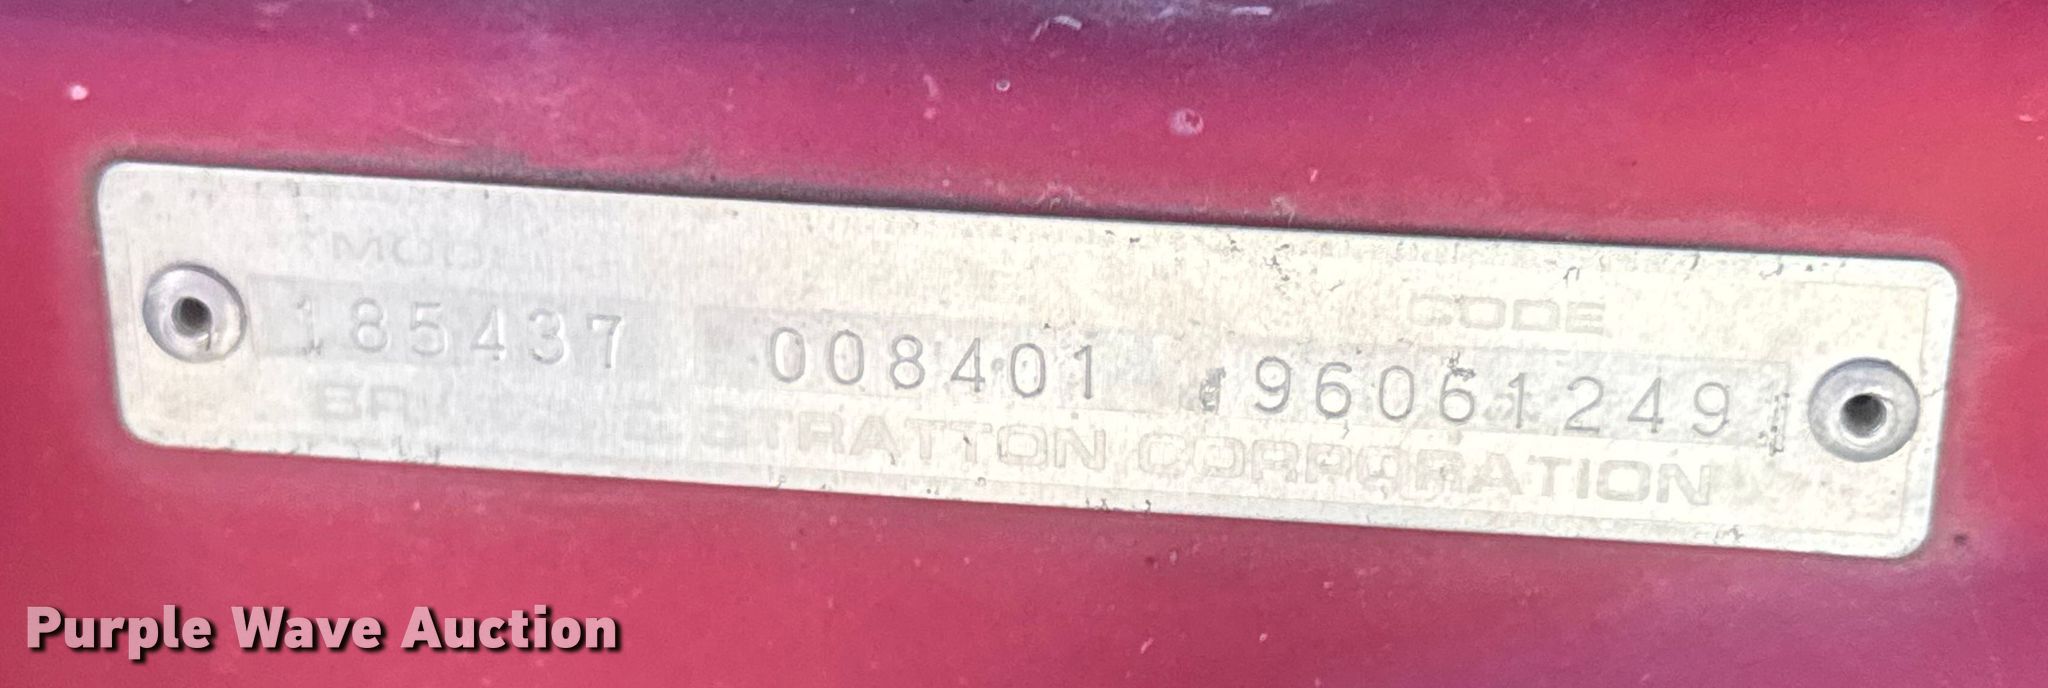 MOD
CODE
185437 008401 96061249
& STRATTON CORPORATION
Purple Wave Auction